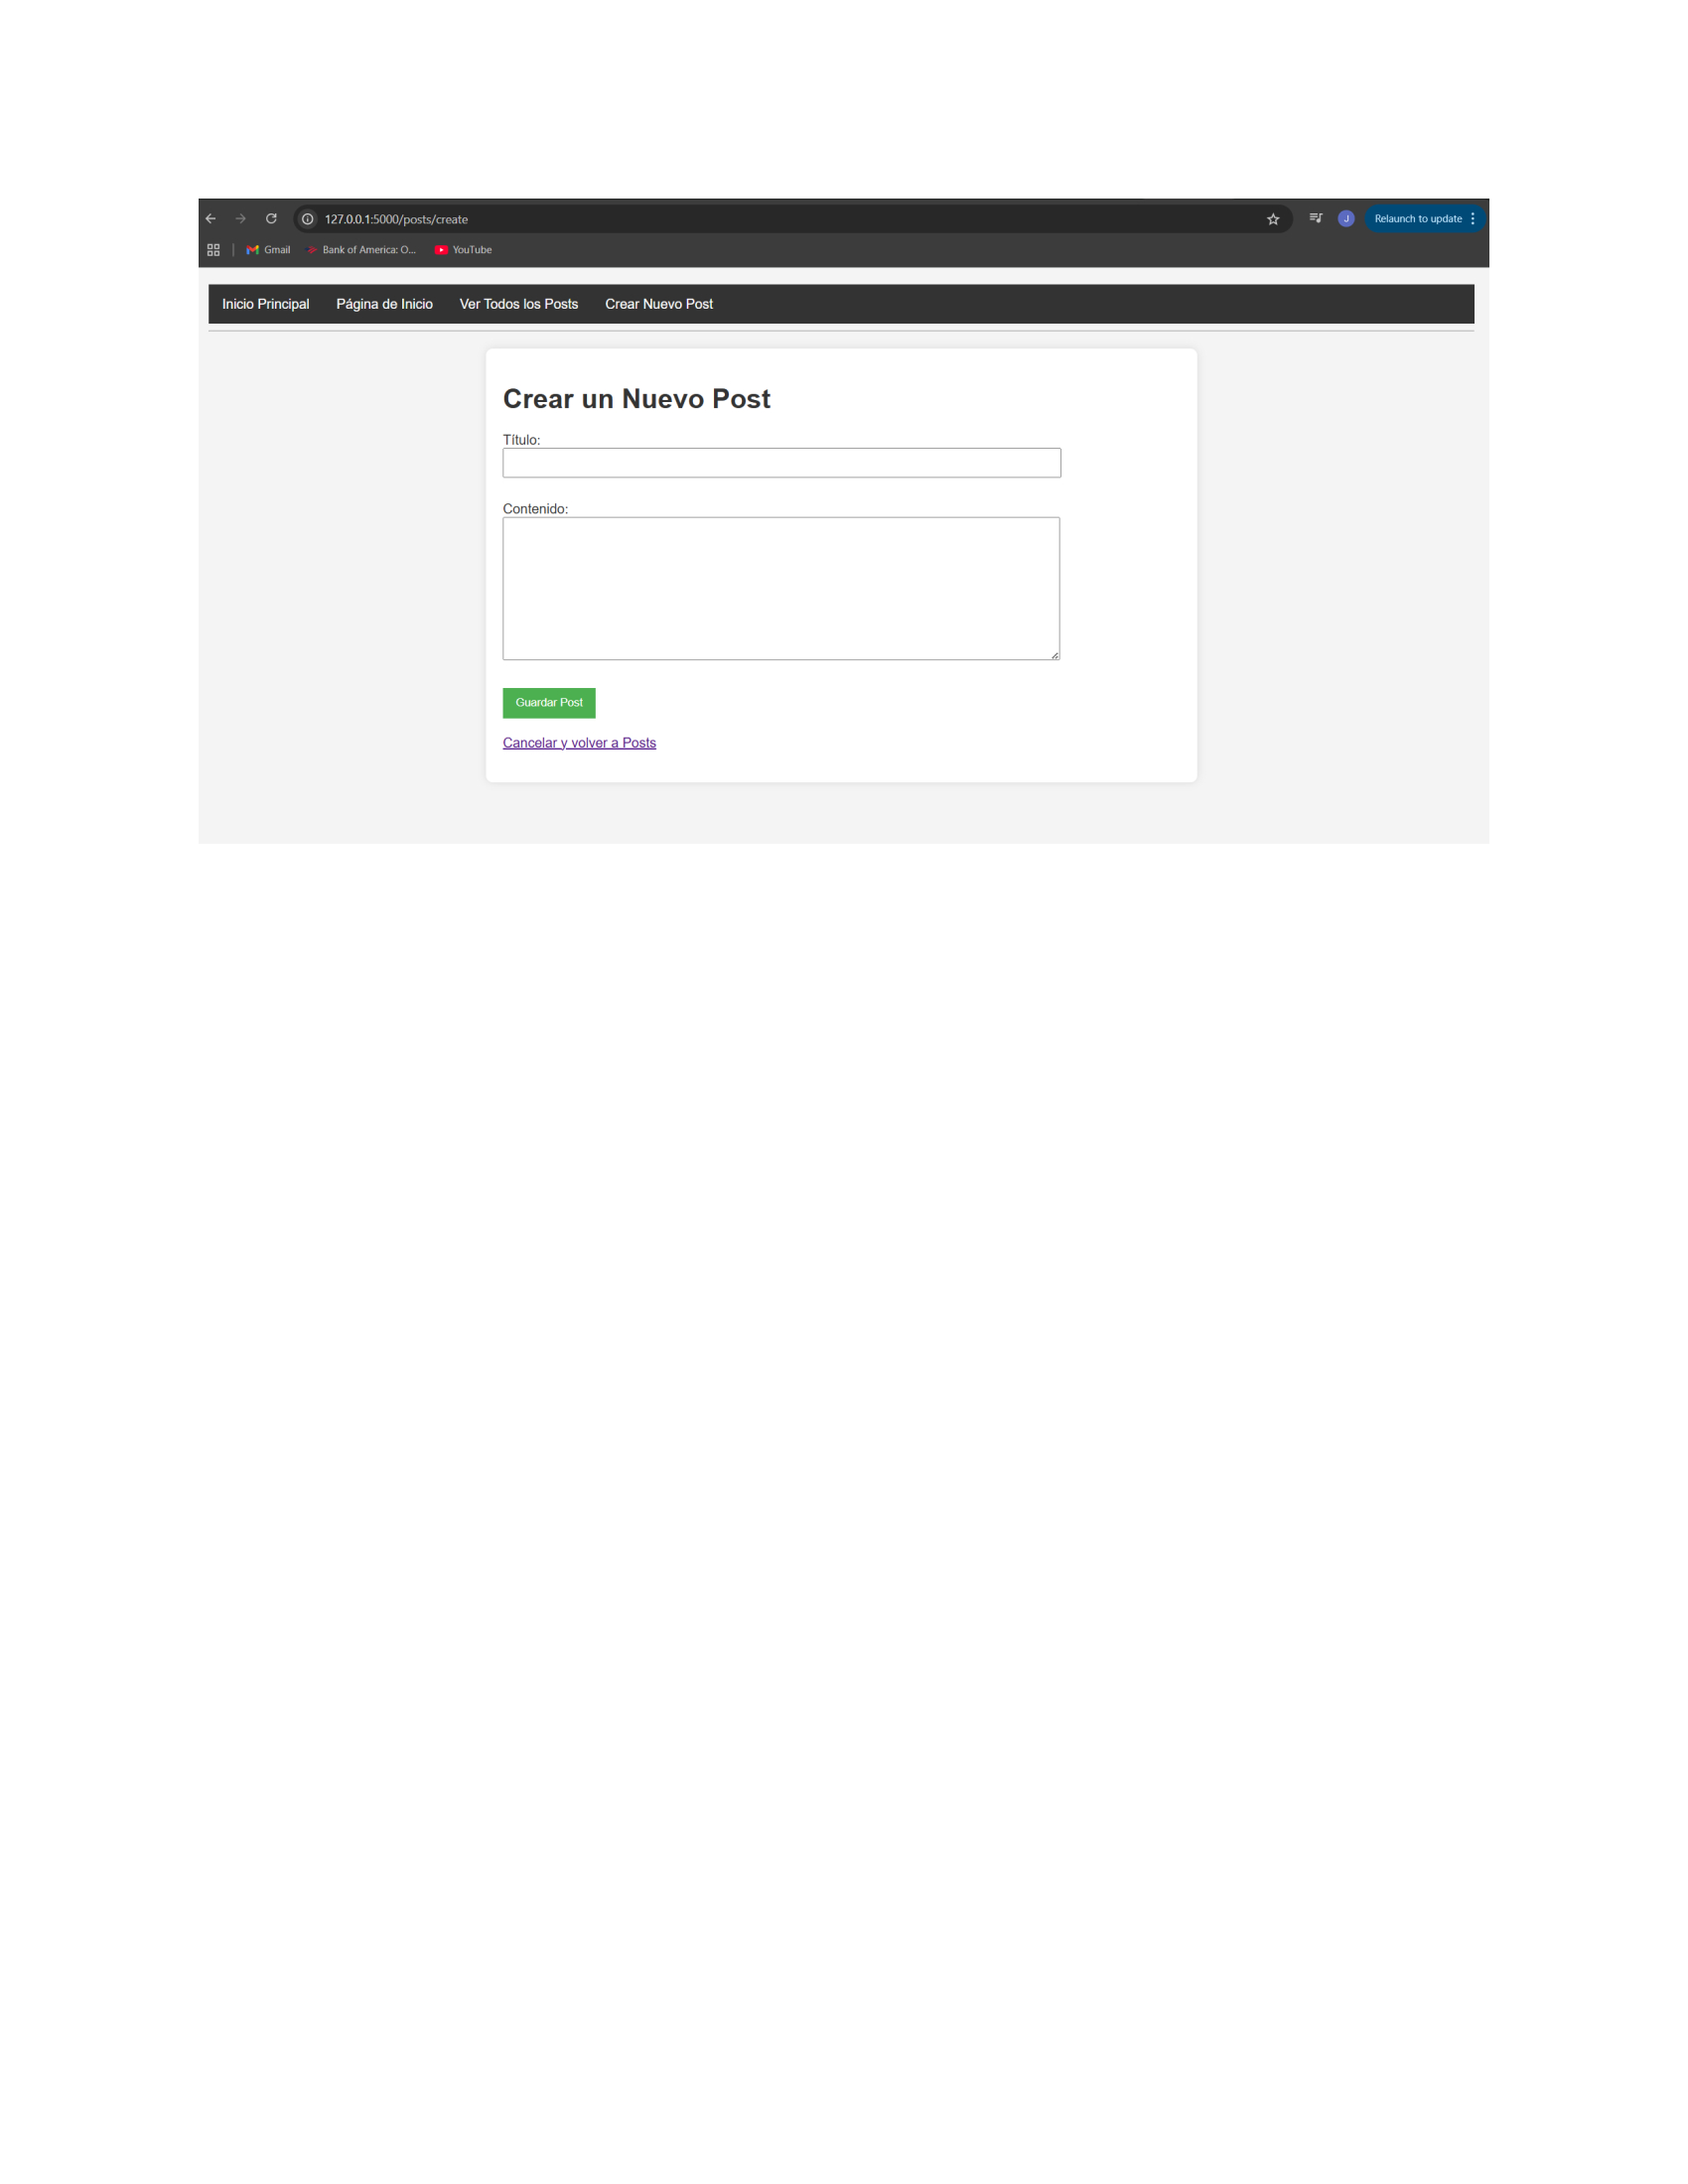 127.0.0.1:5000/posts/create
J
Relaunch to update
Gmail
Bank of America: O...
YouTube
Inicio Principal Página de Inicio Ver Todos los Posts Crear Nuevo Post
Crear un Nuevo Post
Título:
Contenido:
Guardar Post
Cancelar y volver a Posts